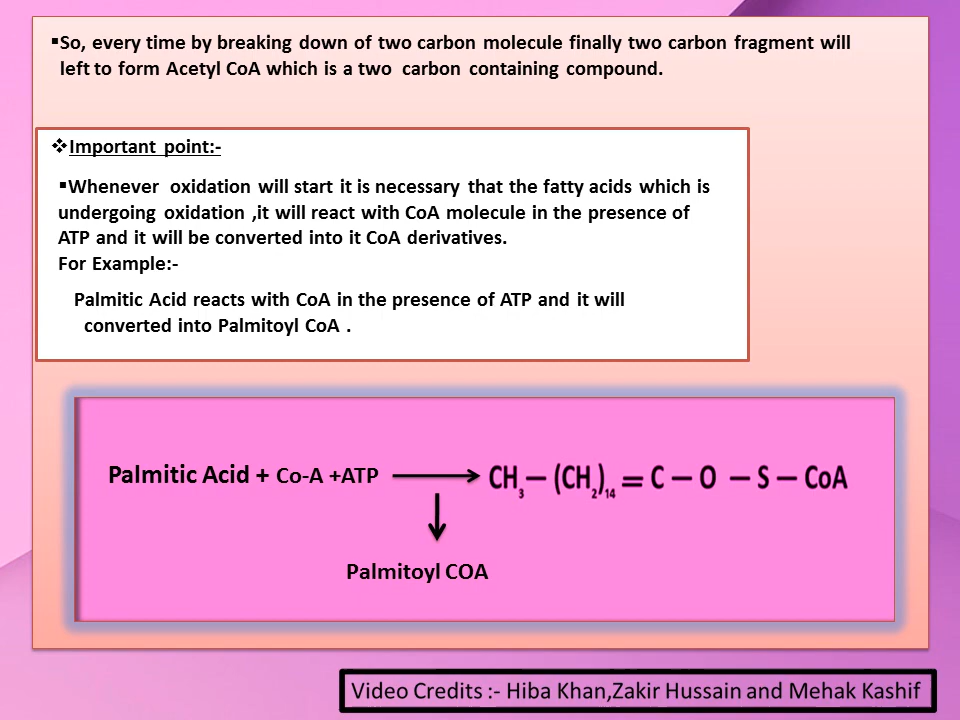 ▪So, every time by breaking down of two carbon molecule finally two carbon fragment will
left to form Acetyl CoA which is a two carbon containing compound.
❖Important point:-
▪Whenever oxidation will start it is necessary that the fatty acids which is
undergoing oxidation ,it will react with CoA molecule in the presence of
ATP and it will be converted into it CoA derivatives.
For Example:-
Palmitic Acid reacts with CoA in the presence of ATP and it will
converted into Palmitoyl CoA .
Palmitic Acid + Co-A +ATP ⟶ CH₃— (CH₂)₁₄ = C — O — S — CoA
Palmitoyl COA
Video Credits :- Hiba Khan,Zakir Hussain and Mehak Kashif